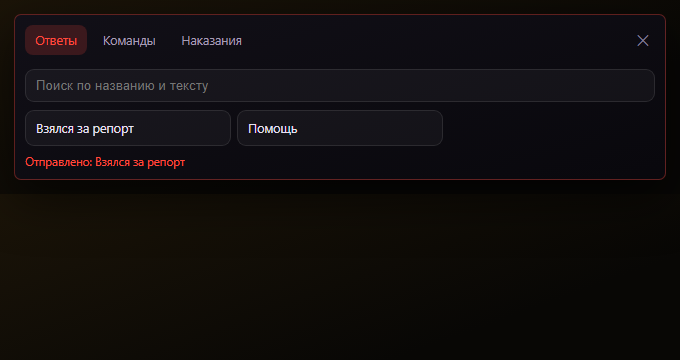 Ответы Команды Наказания
Поиск по названию и тексту
Взялся за репорт Помощь
Отправлено: Взялся за репорт